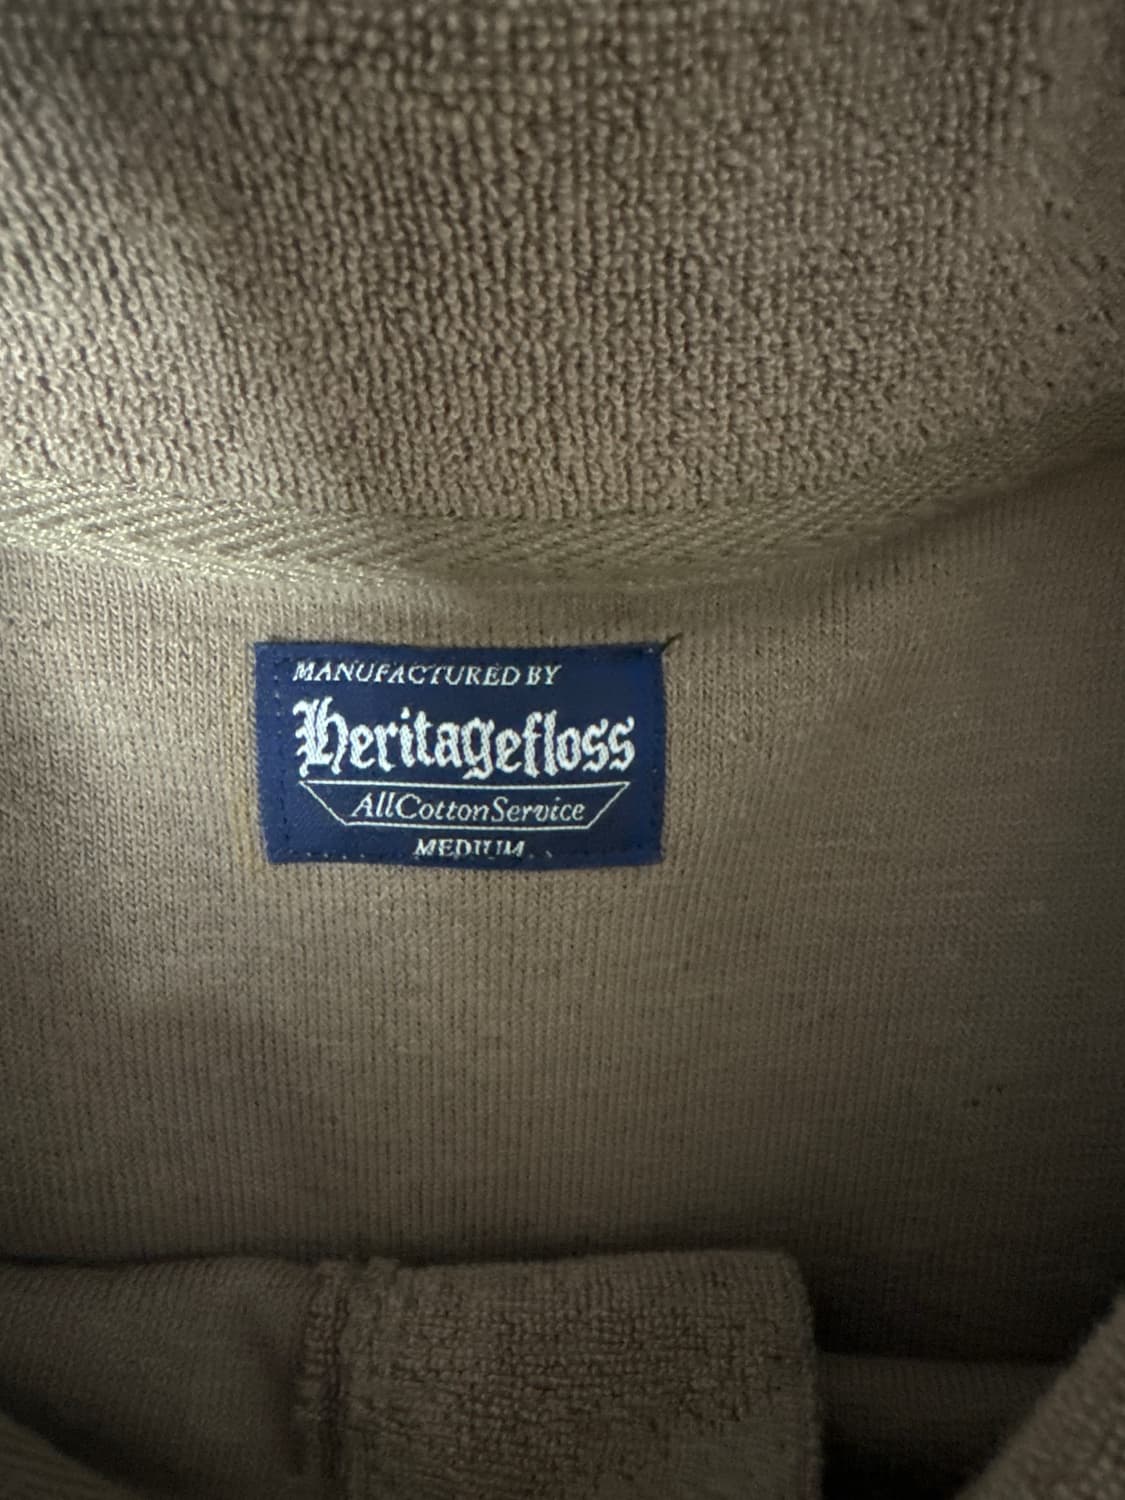 MANUFACTURED BY
Heritagefloss
AllCottonService
MEDIUM